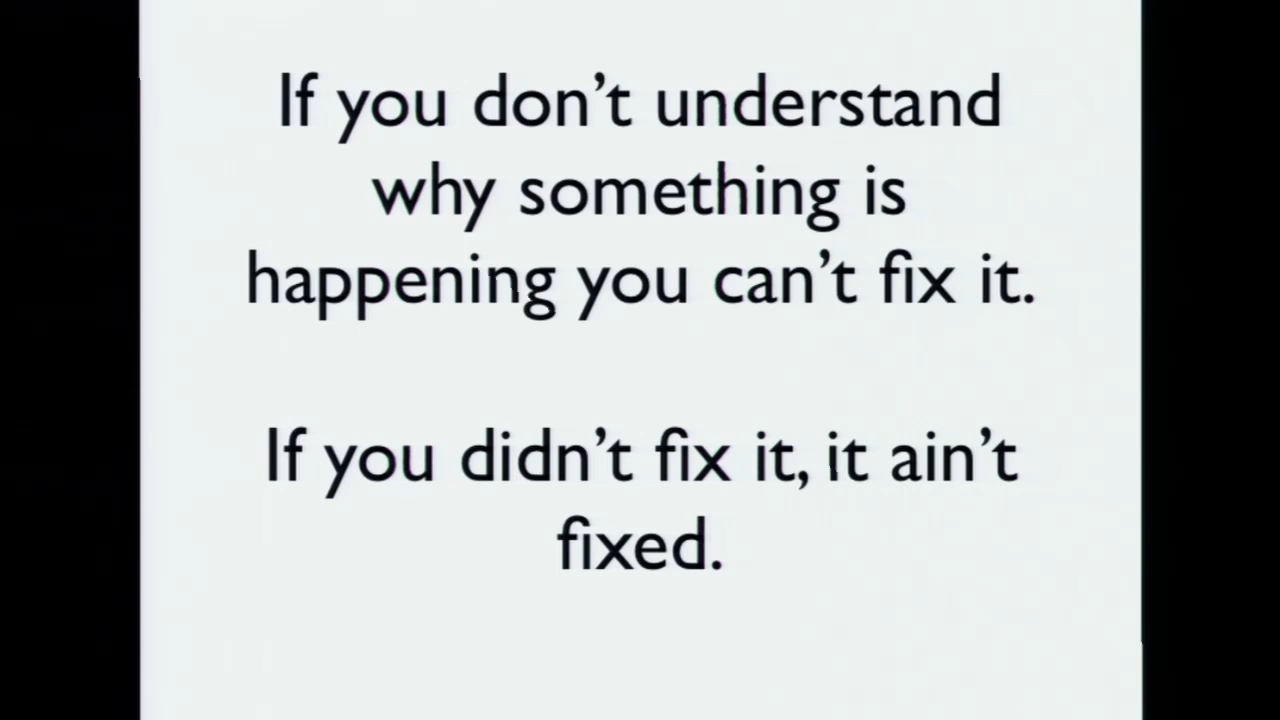 If you don’t understand
why something is
happening you can’t fix it.
If you didn’t fix it, it ain’t
fixed.